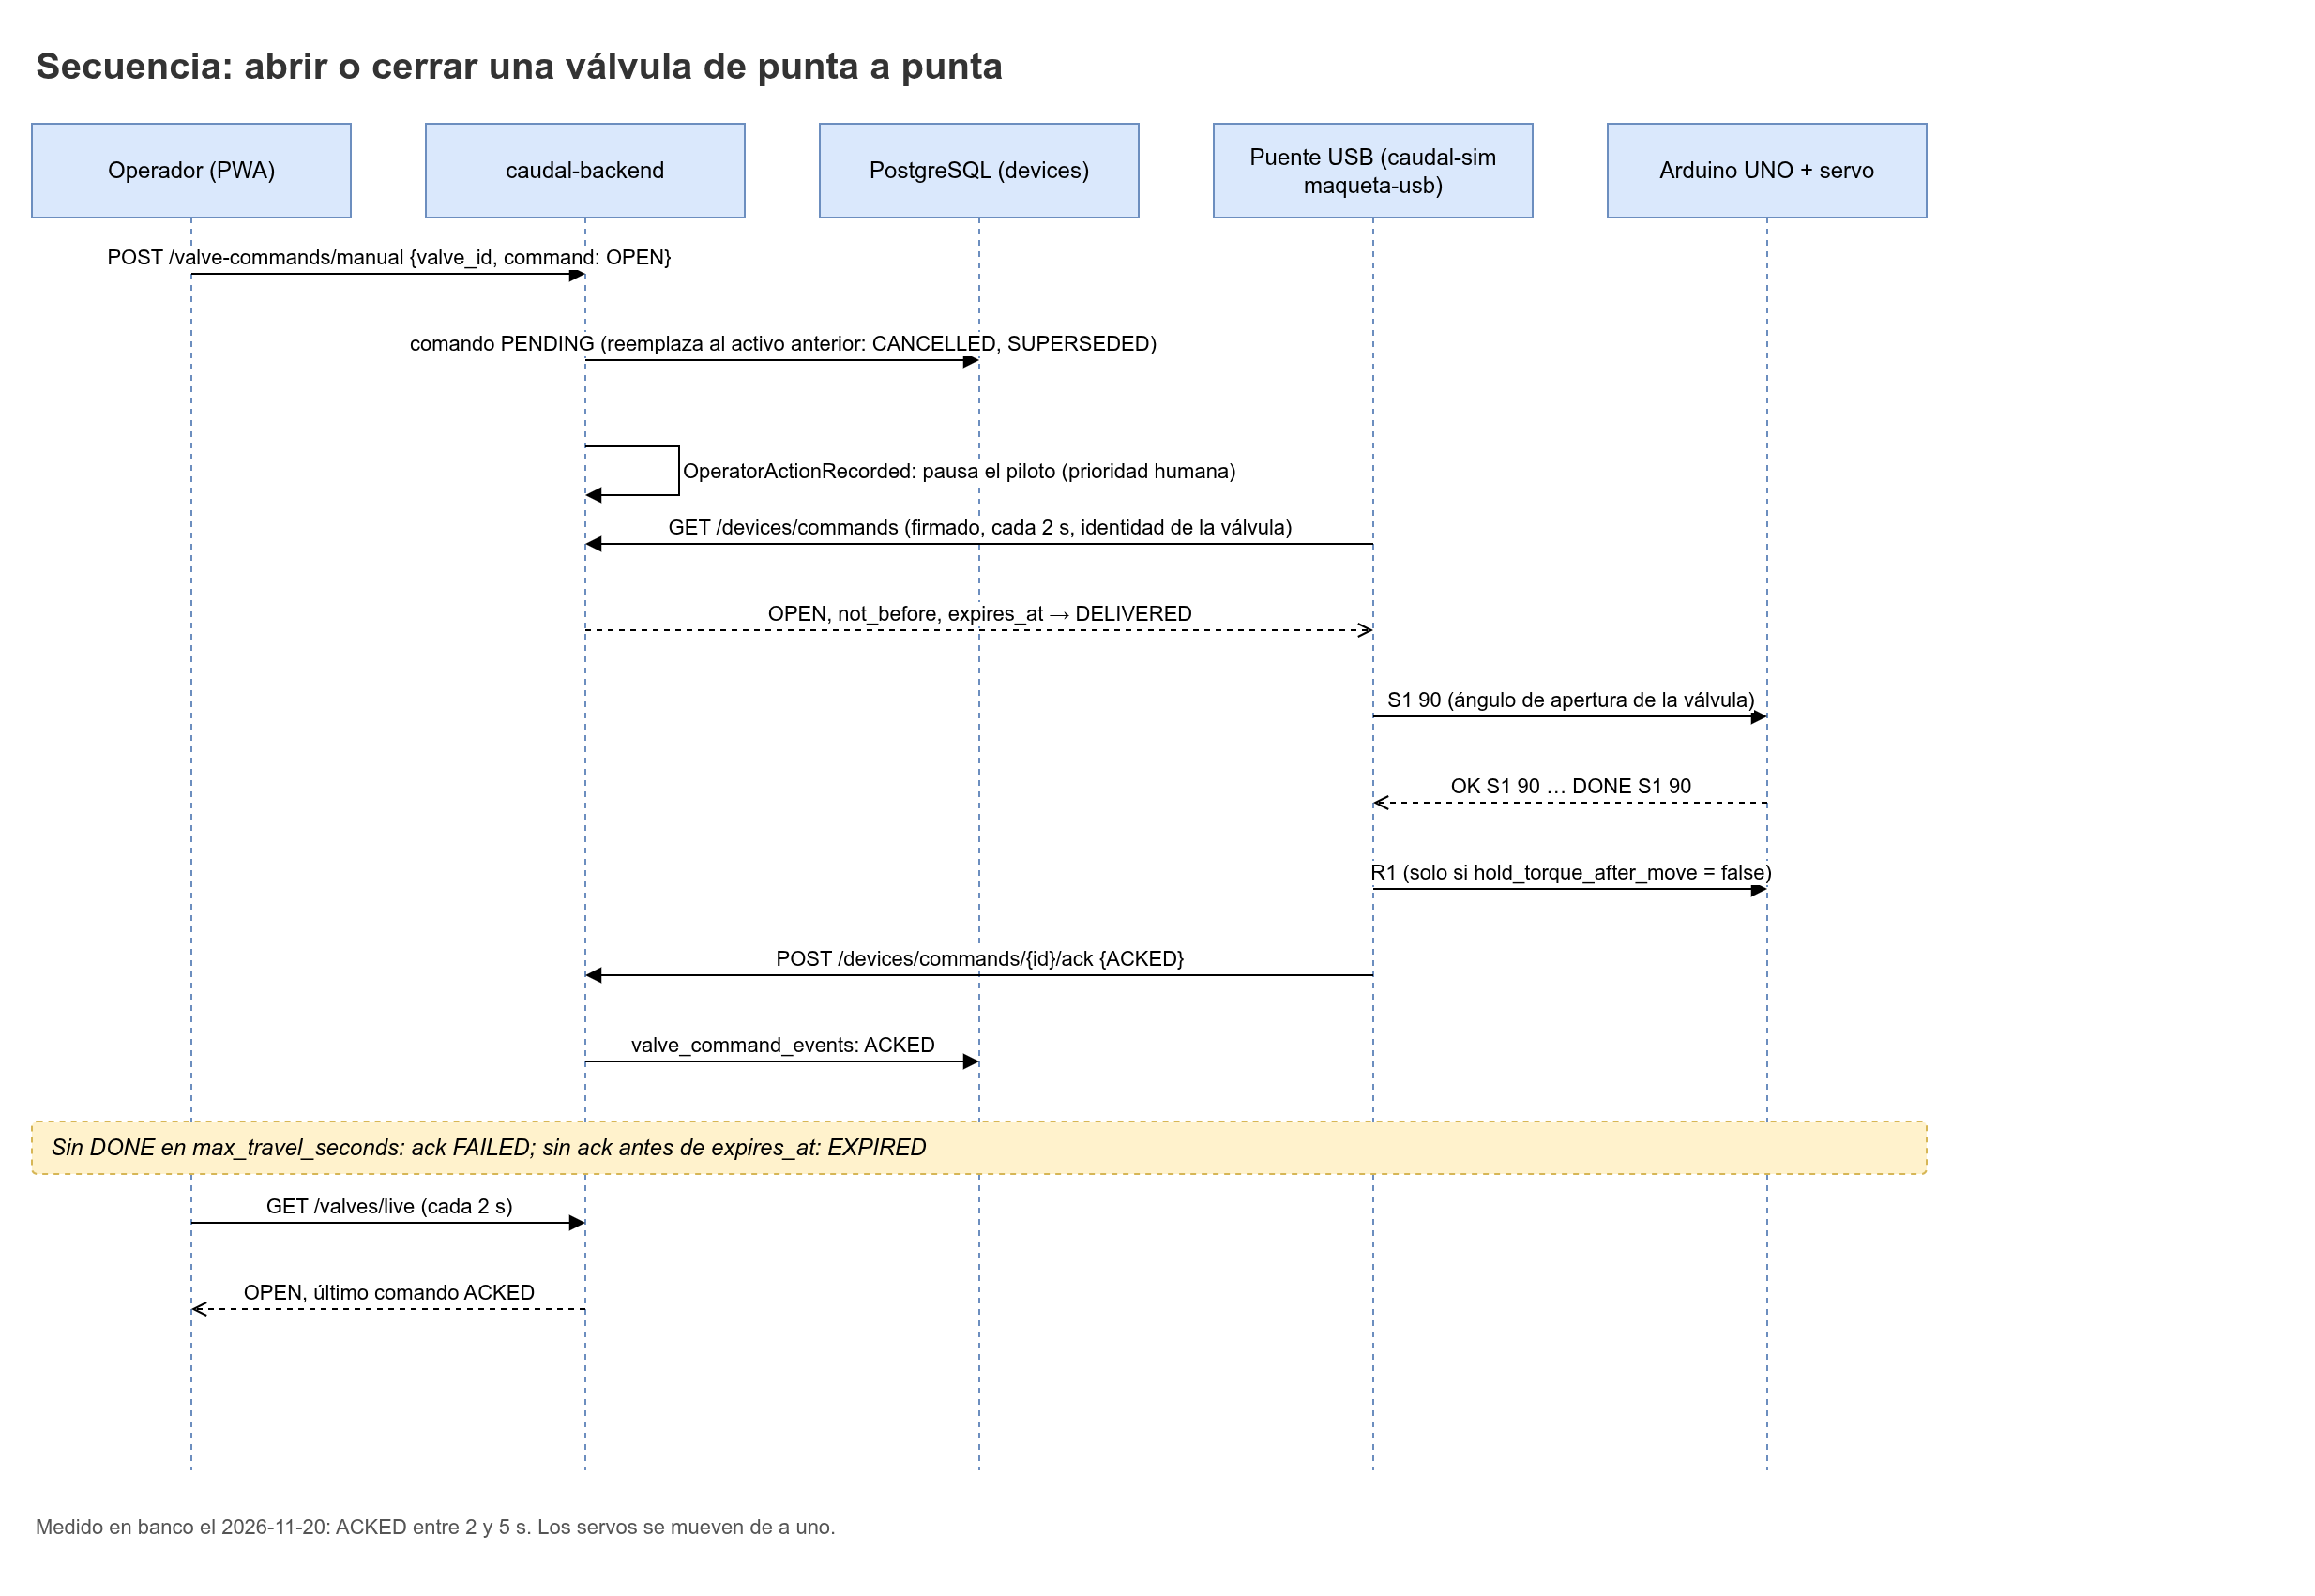 Secuencia: abrir o cerrar una válvula de punta a punta
Operador (PWA)
caudal-backend
PostgreSQL (devices)
Puente USB (caudal-sim
maqueta-usb)
Arduino UNO + servo
POST /valve-commands/manual {valve_id, command: OPEN}
comando PENDING (reemplaza al activo anterior: CANCELLED, SUPERSEDED)
OperatorActionRecorded: pausa el piloto (prioridad humana)
GET /devices/commands (firmado, cada 2 s, identidad de la válvula)
OPEN, not_before, expires_at → DELIVERED
S1 90 (ángulo de apertura de la válvula)
OK S1 90 … DONE S1 90
R1 (solo si hold_torque_after_move = false)
POST /devices/commands/{id}/ack {ACKED}
valve_command_events: ACKED
Sin DONE en max_travel_seconds: ack FAILED; sin ack antes de expires_at: EXPIRED
GET /valves/live (cada 2 s)
OPEN, último comando ACKED
Medido en banco el 2026-11-20: ACKED entre 2 y 5 s. Los servos se mueven de a uno.